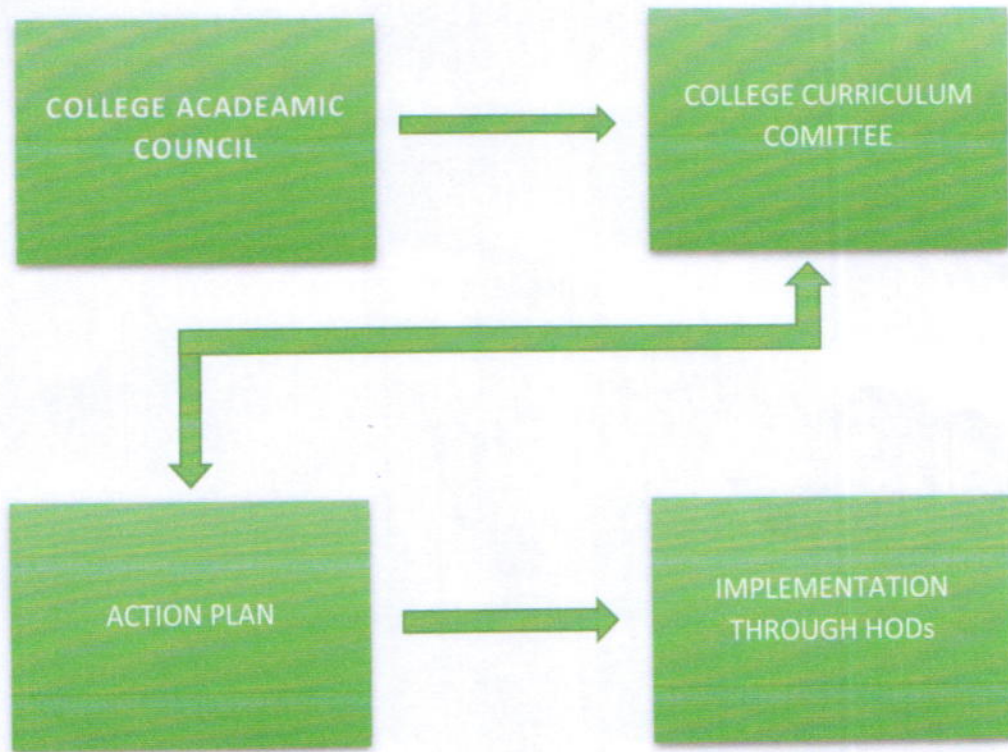 COLLEGE ACADEAMIC
COUNCIL
COLLEGE CURRICULUM
COMITTEE
ACTION PLAN
IMPLEMENTATION
THROUGH HODs